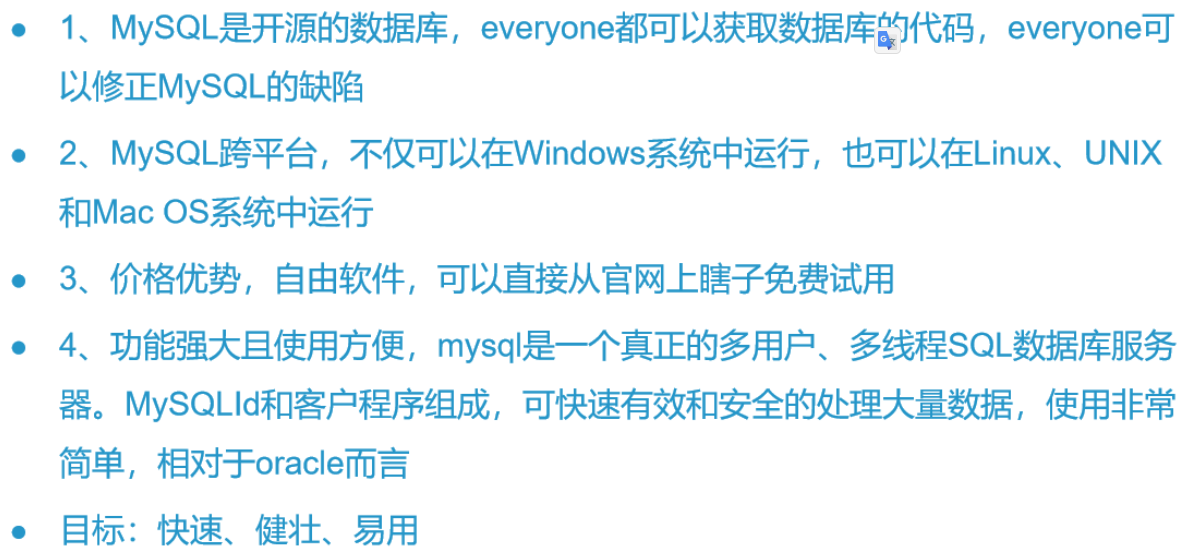 • 1、MySQL是开源的数据库，everyone都可以获取数据库的代码，everyone可
以修正MySQL的缺陷
• 2、MySQL跨平台，不仅可以在Windows系统中运行，也可以在Linux、UNIX
和Mac OS系统中运行
• 3、价格优势，自由软件，可以直接从官网上瞎子免费试用
• 4、功能强大且使用方便，mysql是一个真正的多用户、多线程SQL数据库服务
器。MySQLId和客户程序组成，可快速有效和安全的处理大量数据，使用非常
简单，相对于oracle而言
• 目标：快速、健壮、易用